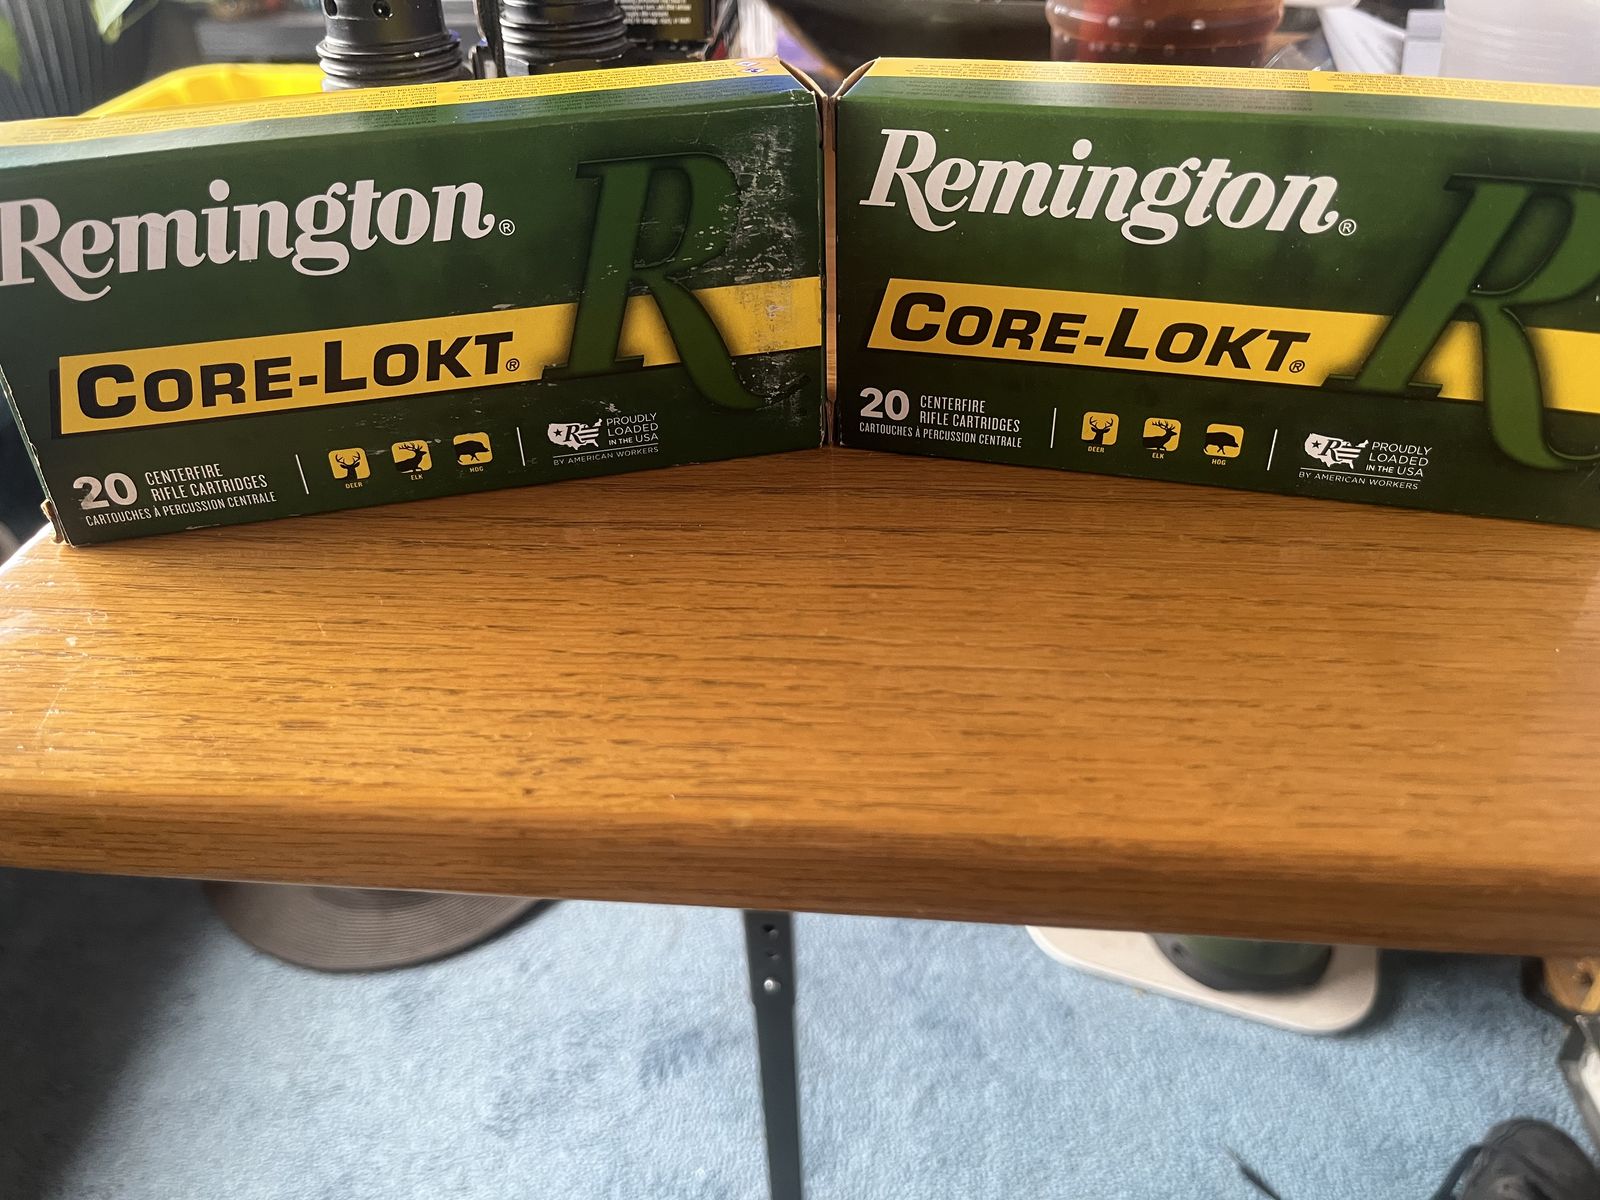 Remington®
R
CORE-LOKT®
20 CENTERFIRE
RIFLE CARTRIDGES
CARTOUCHES À PERCUSSION CENTRALE
DEER
ELK
HOG
R
PROUDLY
LOADED
IN THE USA
BY AMERICAN WORKERS
Remington®
R
CORE-LOKT®
20 CENTERFIRE
RIFLE CARTRIDGES
CARTOUCHES À PERCUSSION CENTRALE
DEER
ELK
HOG
R
PROUDLY
LOADED
IN THE USA
BY AMERICAN WORKERS